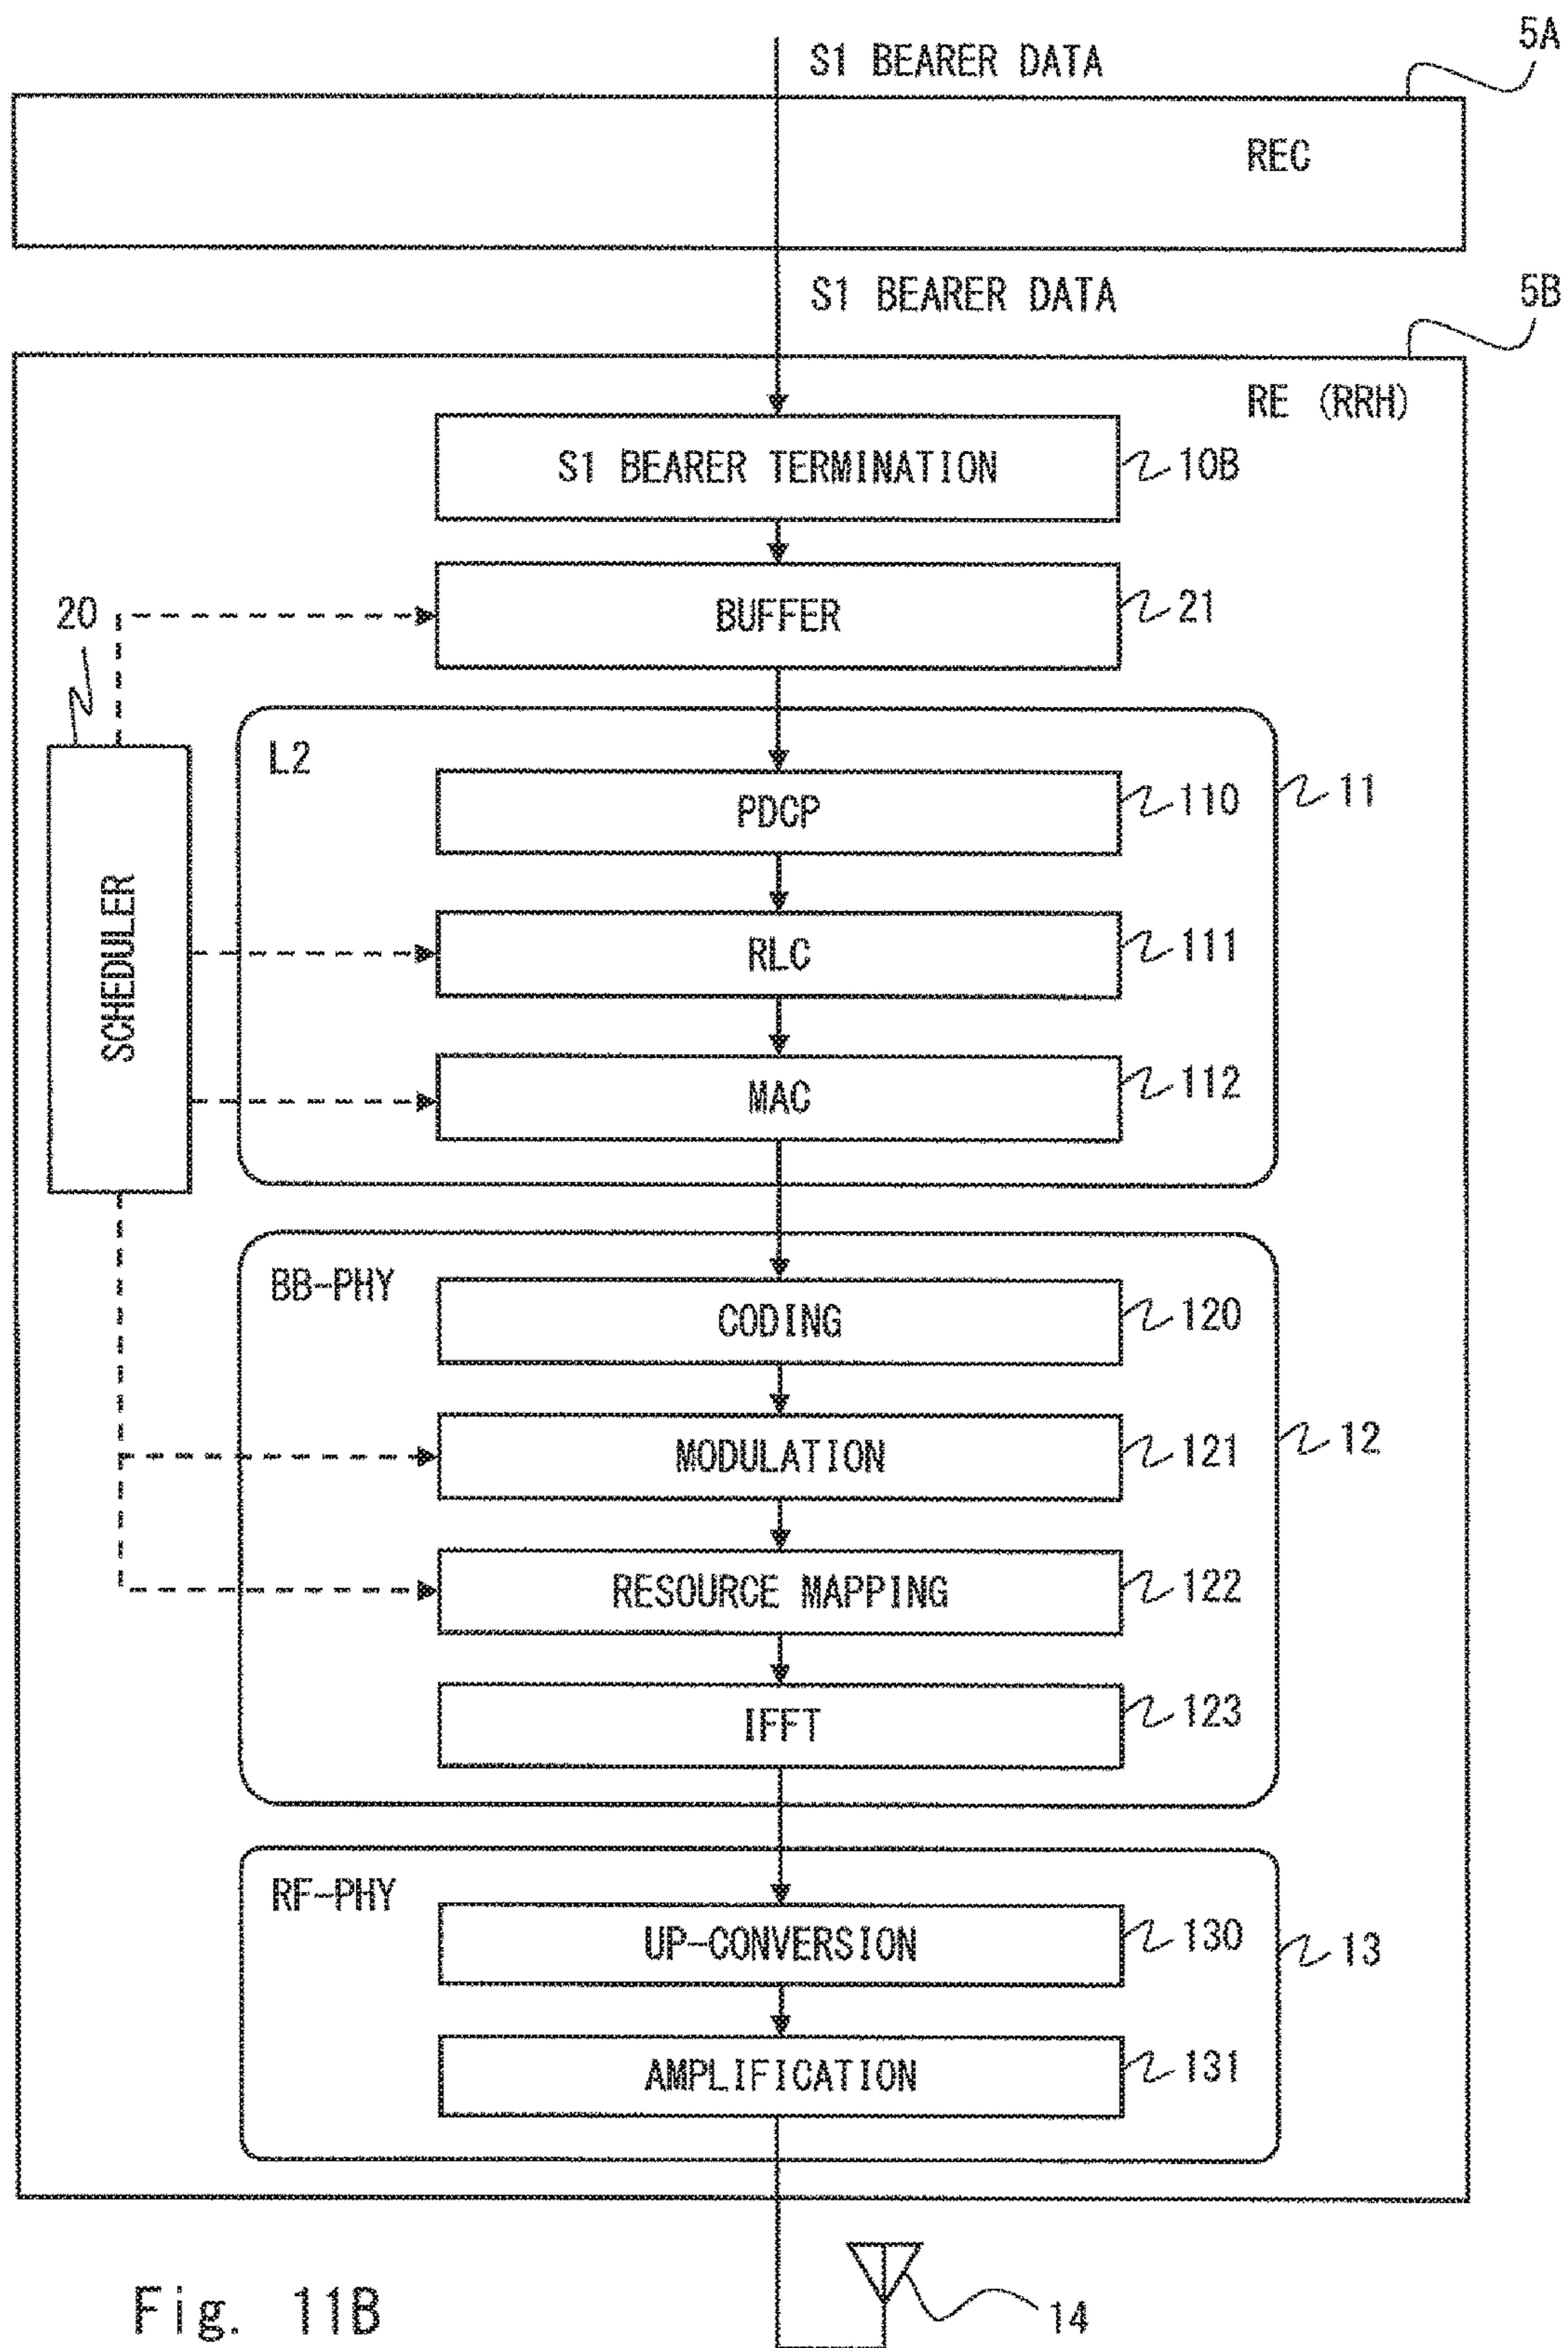 S1 BEARER DATA
5A
REC
S1 BEARER DATA
5B
RE (RRH)
S1 BEARER TERMINATION
10B
20
BUFFER
21
L2
SCHEDULER
PDCP
110
11
RLC
111
MAC
112
BB-PHY
CODING
120
MODULATION
121
12
RESOURCE MAPPING
122
IFFT
123
RF-PHY
UP-CONVERSION
130
13
AMPLIFICATION
131
14
Fig. 11B